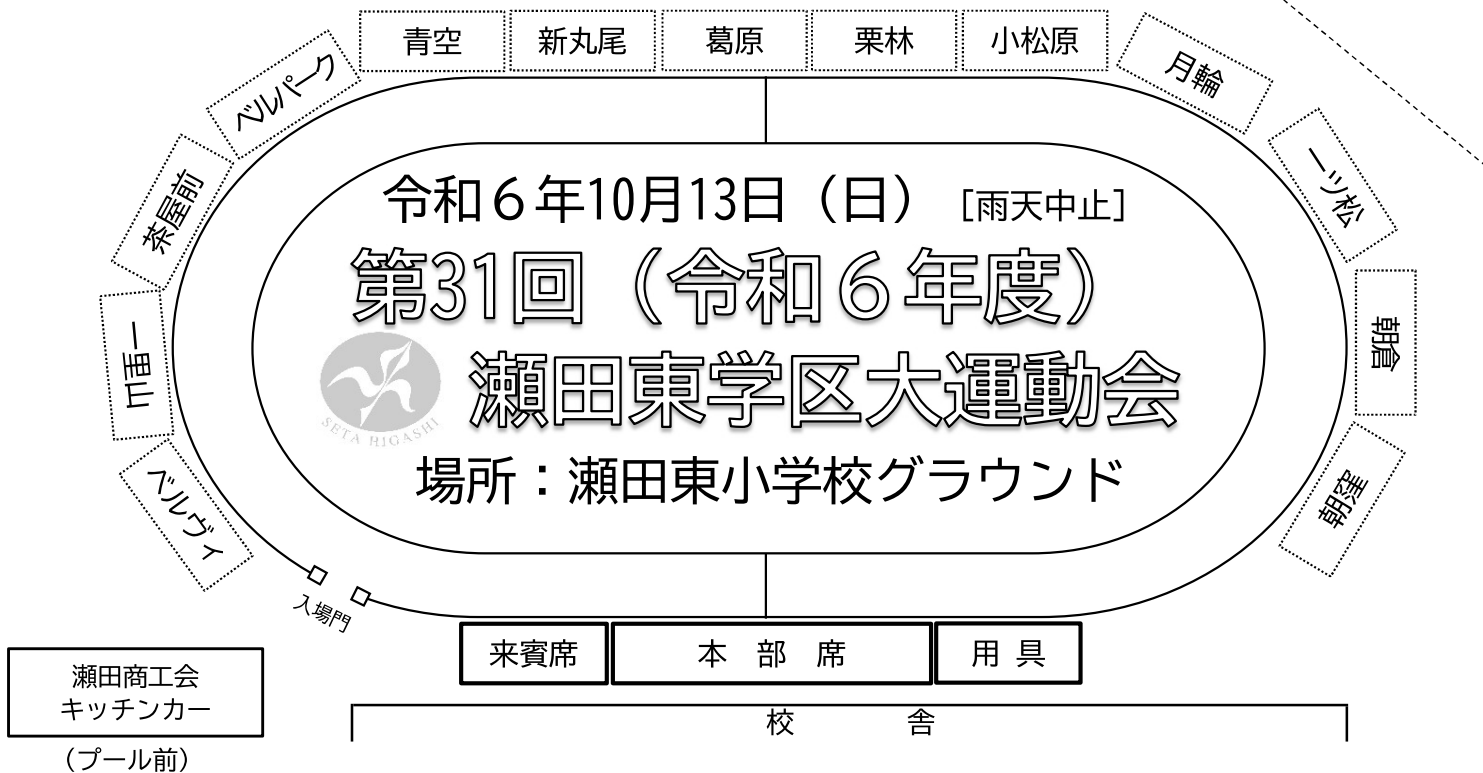 青空
新丸尾
葛原
栗林
小松原
月輪
一ツ松
朝倉
朝窪
ベルパーク
茶屋前
一里山
ベルヴィ
令和６年10月13日（日）［雨天中止］
第31回（令和６年度）
瀬田東学区大運動会
SETA HIGASHI
場所：瀬田東小学校グラウンド
入場門
来賓席
本部席
用具
校舎
瀬田商工会
キッチンカー
（プール前）